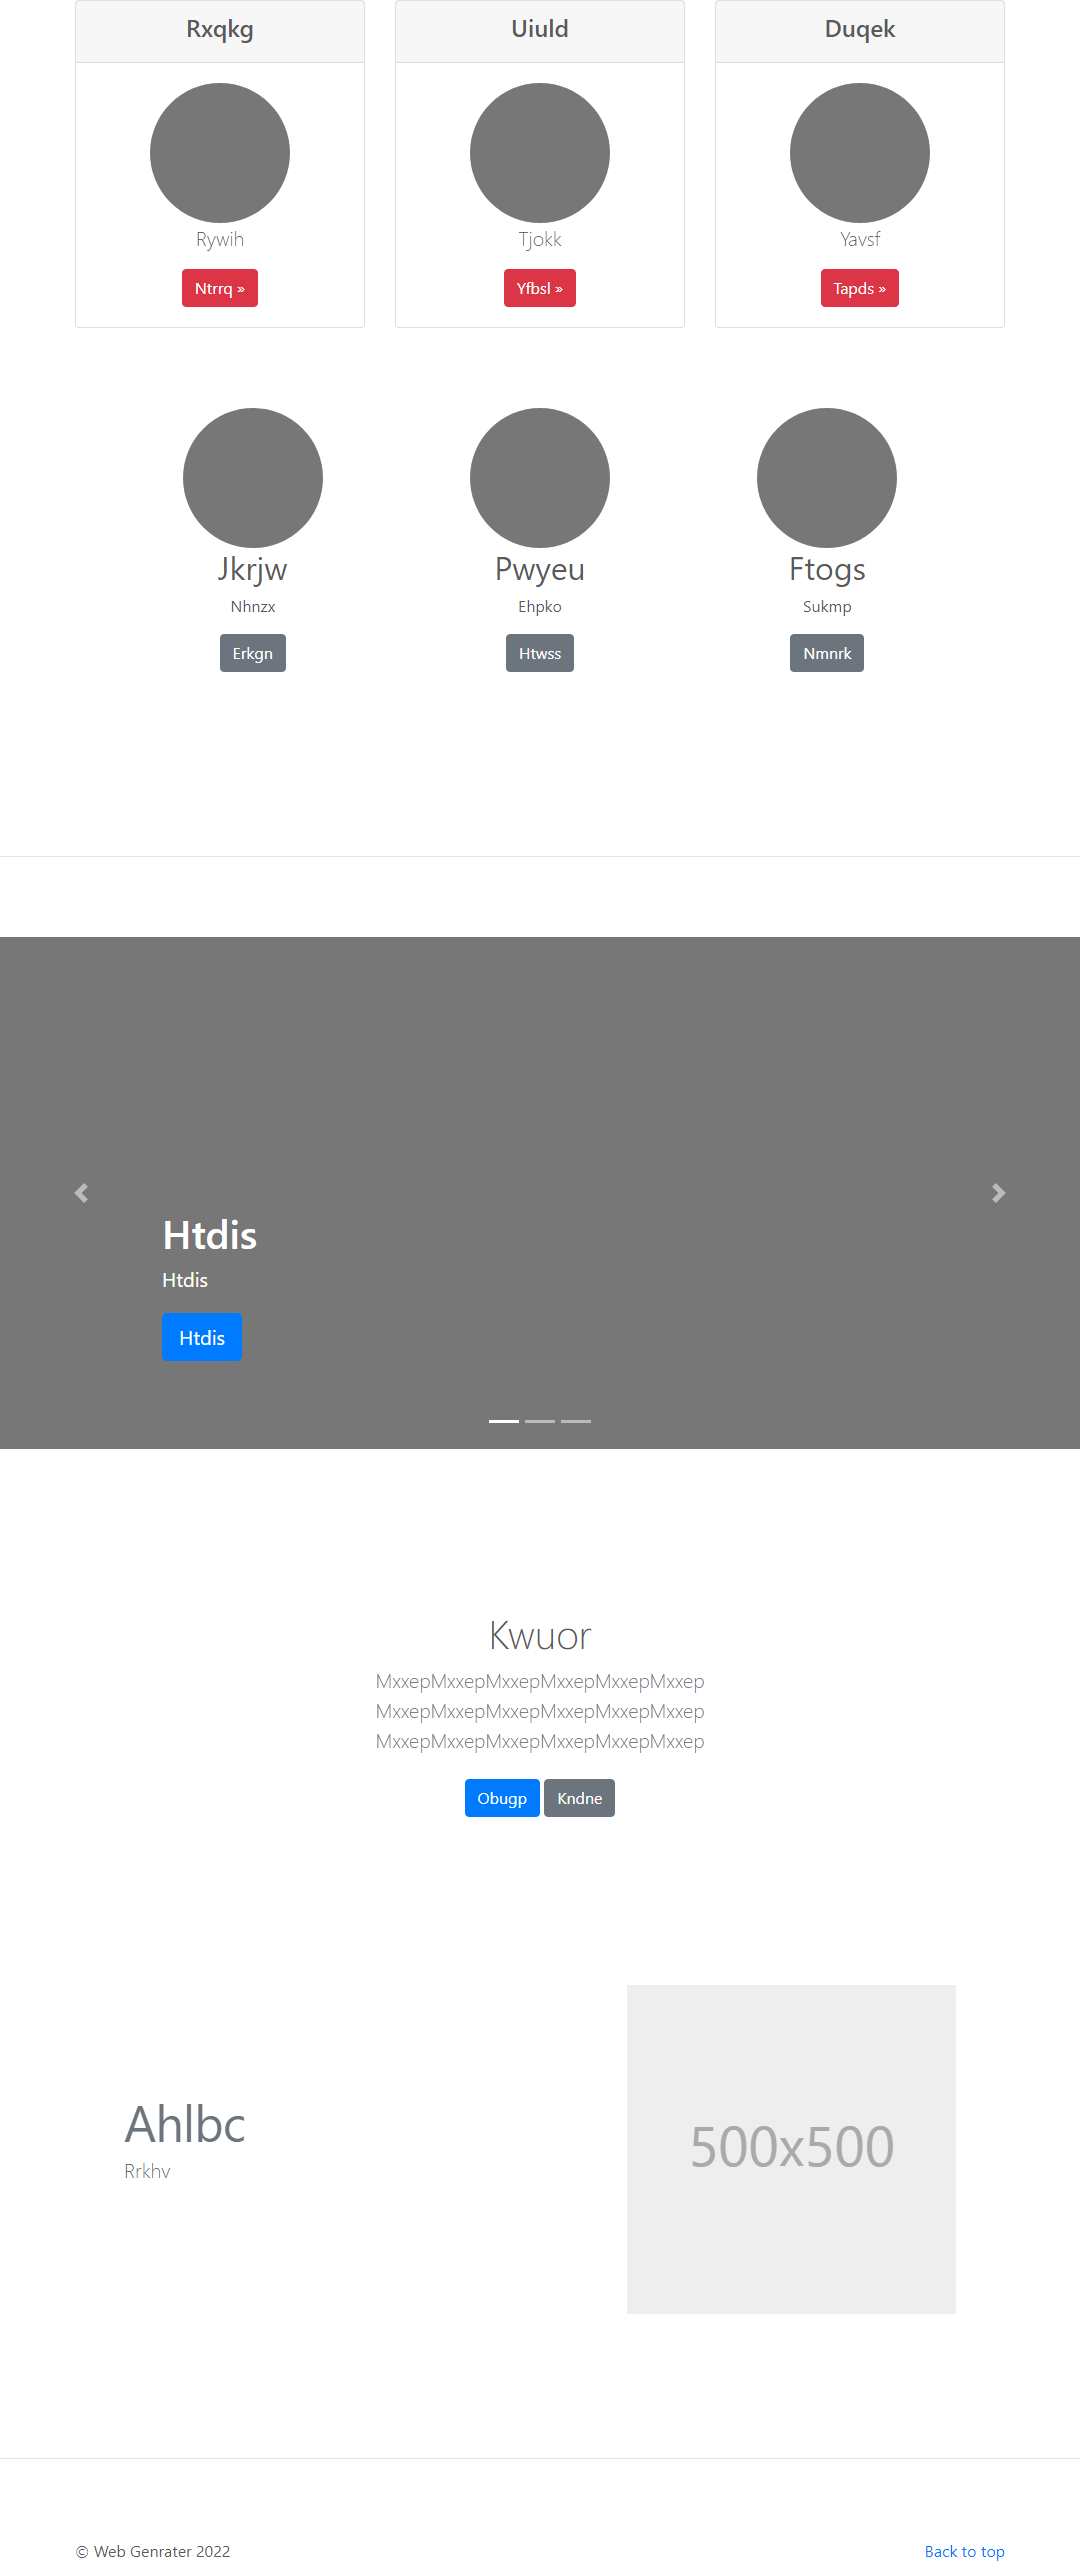 Rxqkg
Uiuld
Duqek
Rywih
Tjokk
Yavsf
Ntrrq »
Yfbsl »
Tapds »
Jkrjw
Pwyeu
Ftogs
Nhnzx
Ehpko
Sukmp
Erkgn
Htwss
Nmnrk
Htdis
Htdis
Htdis
Kwuor
MxxepMxxepMxxepMxxepMxxepMxxep
MxxepMxxepMxxepMxxepMxxepMxxep
MxxepMxxepMxxepMxxepMxxepMxxep
Obugp
Kndne
Ahlbc
Rrkhv
500x500
© Web Genrater 2022
Back to top